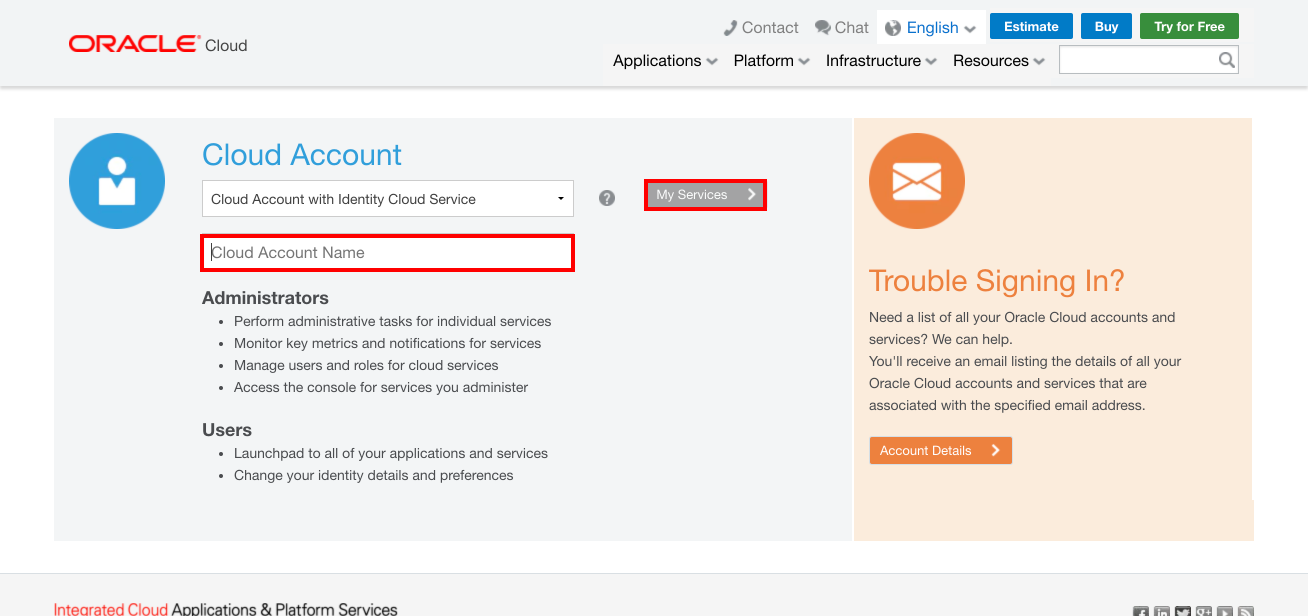 ORACLE® Cloud
Contact Chat English Estimate Buy Try for Free
Applications Platform Infrastructure Resources
Cloud Account
Cloud Account with Identity Cloud Service ? My Services
Cloud Account Name
Administrators
• Perform administrative tasks for individual services
• Monitor key metrics and notifications for services
• Manage users and roles for cloud services
• Access the console for services you administer
Users
• Launchpad to all of your applications and services
• Change your identity details and preferences
Trouble Signing In?
Need a list of all your Oracle Cloud accounts and
services? We can help.
You'll receive an email listing the details of all your
Oracle Cloud accounts and services that are
associated with the specified email address.
Account Details
Integrated Cloud Applications & Platform Services